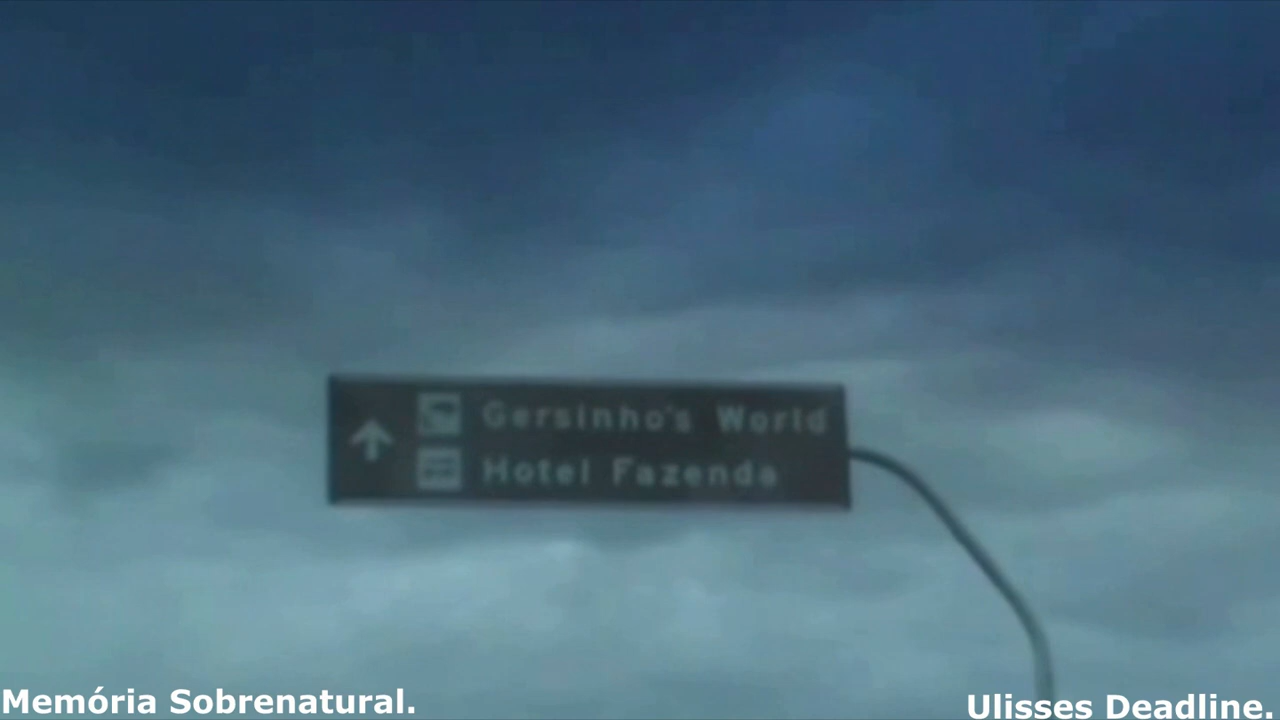 Gersinho's World
Hotel Fazenda
Memória Sobrenatural.
Ulisses Deadline.